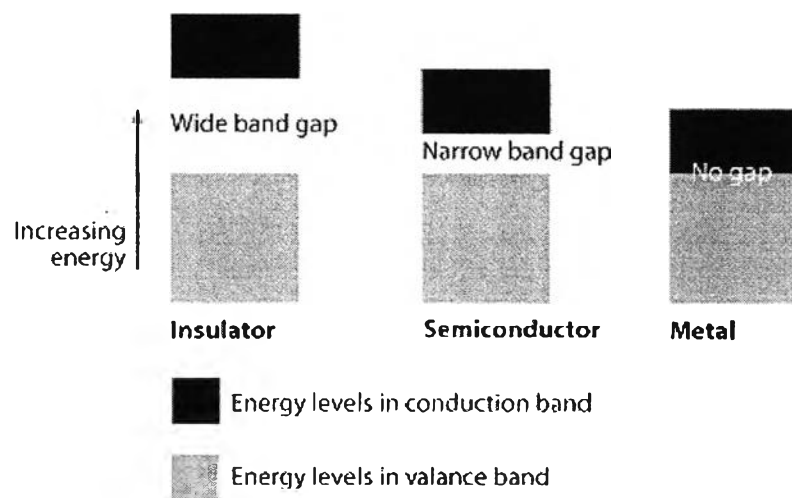 Wide band gap
Narrow band gap
No gap
Increasing
energy
Insulator
Semiconductor
Metal
Energy levels in conduction band
Energy levels in valance band